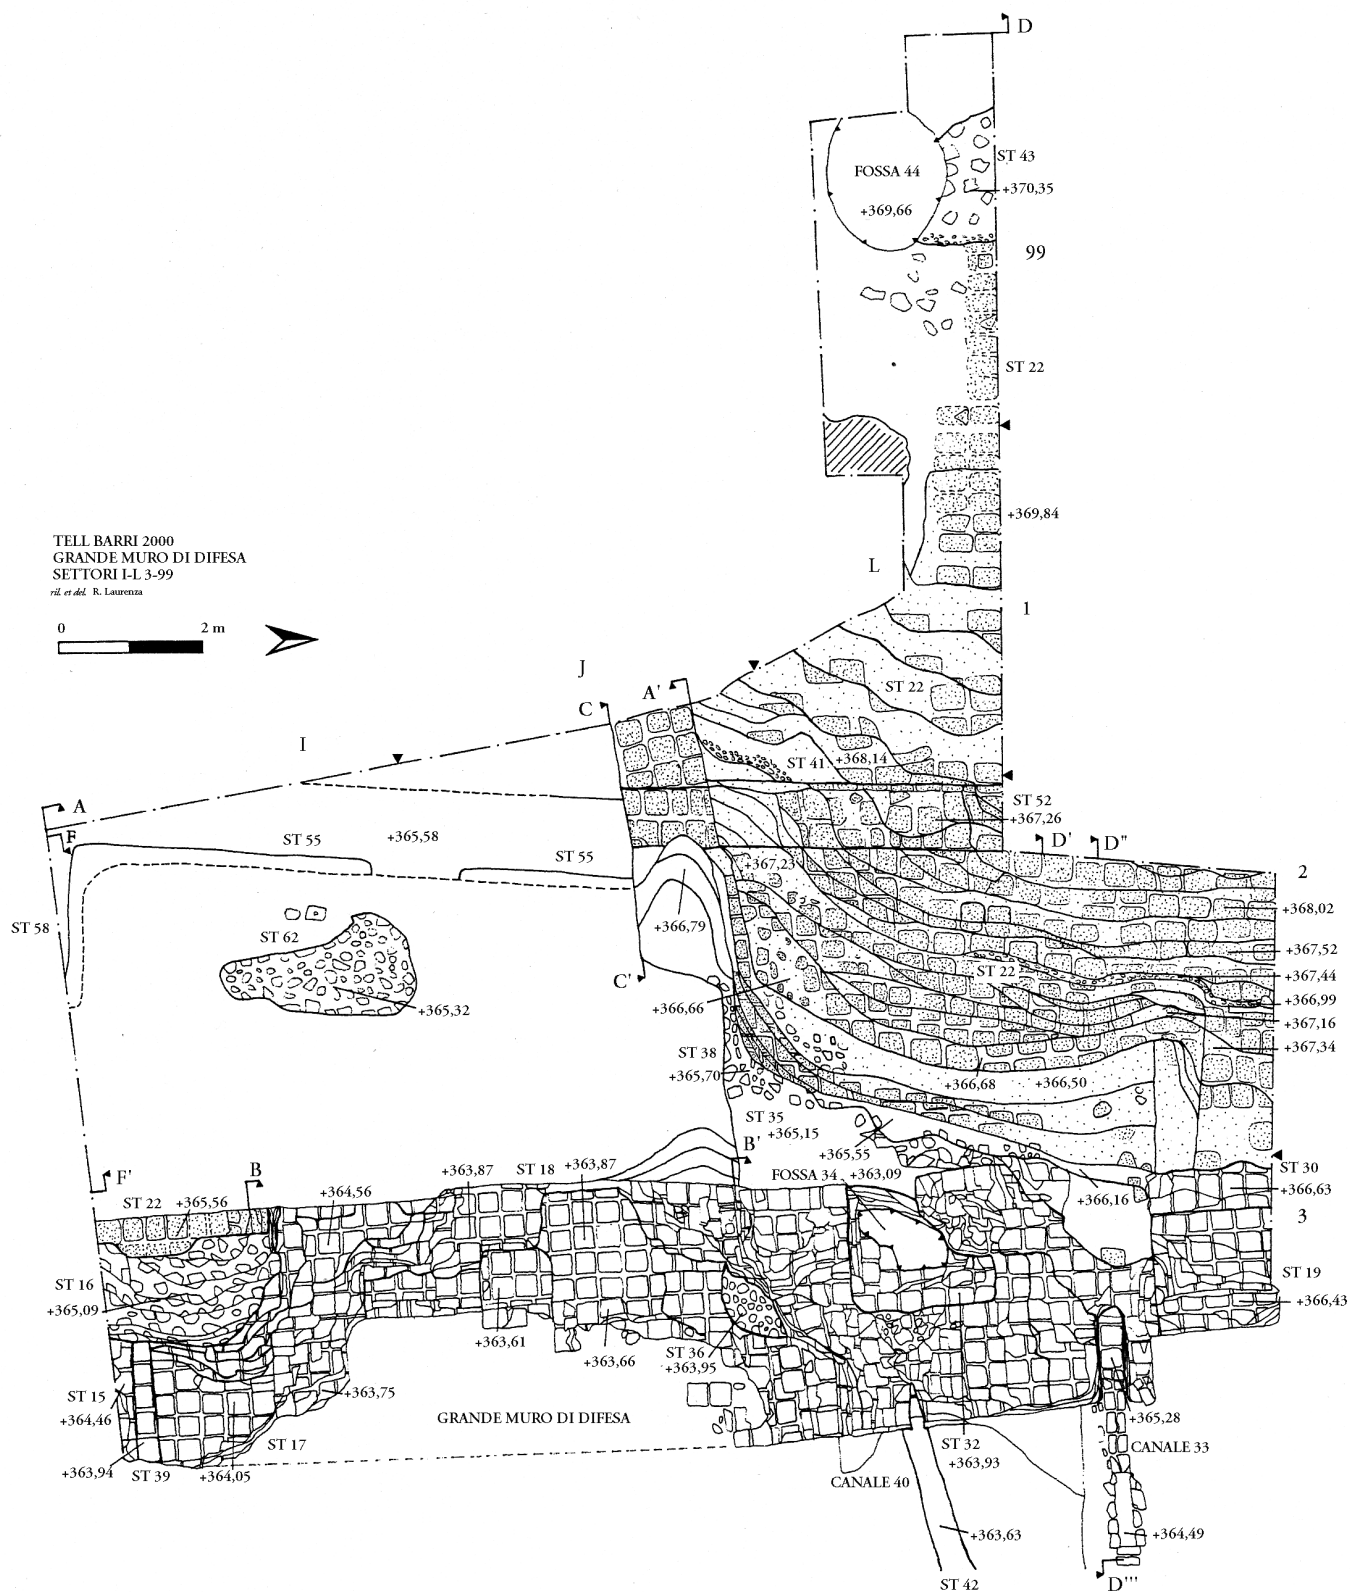 D
ST 43
FOSSA 44
+370,35
+369,66
99
ST 22
+369,84
TELL BARRI 2000
GRANDE MURO DI DIFESA
SETTORI I-L 3-99
ril. et del. R. Laurenza
0 2 m
L
1
J
A'
C
ST 22
I
ST 41 +368,14
A
ST 52
+367,26
F
ST 55
+365,58
D' D"
ST 55
+367,23
2
+368,02
ST 58
ST 62
+366,79
+367,52
ST 22
+367,44
C'
+366,99
+365,32
+366,66
+367,16
+367,34
ST 38
+365,70
+366,68 +366,50
ST 35
+365,15
B'
+365,55
F'
B
+363,87 ST 18 +363,87
FOSSA 34 +363,09
ST 30
ST 22 +365,56
+364,56
+366,16
+366,63
3
ST 16
+365,09
ST 19
+366,43
+363,61
+363,66
ST 36
+363,95
ST 15
+364,46
+363,75
GRANDE MURO DI DIFESA
+365,28
ST 17
ST 32
+363,93
CANALE 33
+363,94 ST 39 +364,05
CANALE 40
+363,63
+364,49
ST 42
D'''